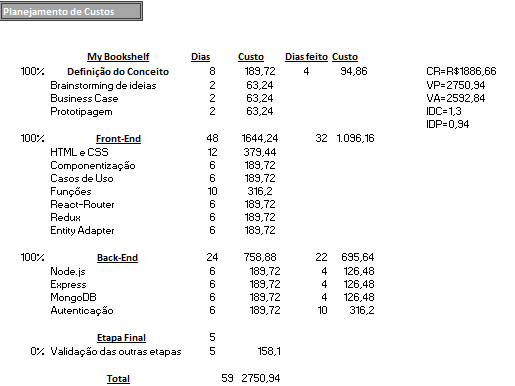 Planejamento de Custos
My Bookshelf Dias Custo Dias feito Custo
100% Definição do Conceito 8 189,72 4 94,86 CR=R$1886,66
Brainstorming de ideias 2 63,24 VP=2750,94
Business Case 2 63,24 VA=2592,84
Prototipagem 2 63,24 IDC=1,3
IDP=0,94
100% Front-End 48 1644,24 32 1.096,16
HTML e CSS 12 379,44
Componentização 6 189,72
Casos de Uso 6 189,72
Funções 10 316,2
React-Router 6 189,72
Redux 6 189,72
Entity Adapter 6 189,72
100% Back-End 24 758,88 22 695,64
Node.js 6 189,72 4 126,48
Express 6 189,72 4 126,48
MongoDB 6 189,72 4 126,48
Autenticação 6 189,72 10 316,2
Etapa Final 5
0% Validação das outras etapas 5 158,1
Total 59 2750,94